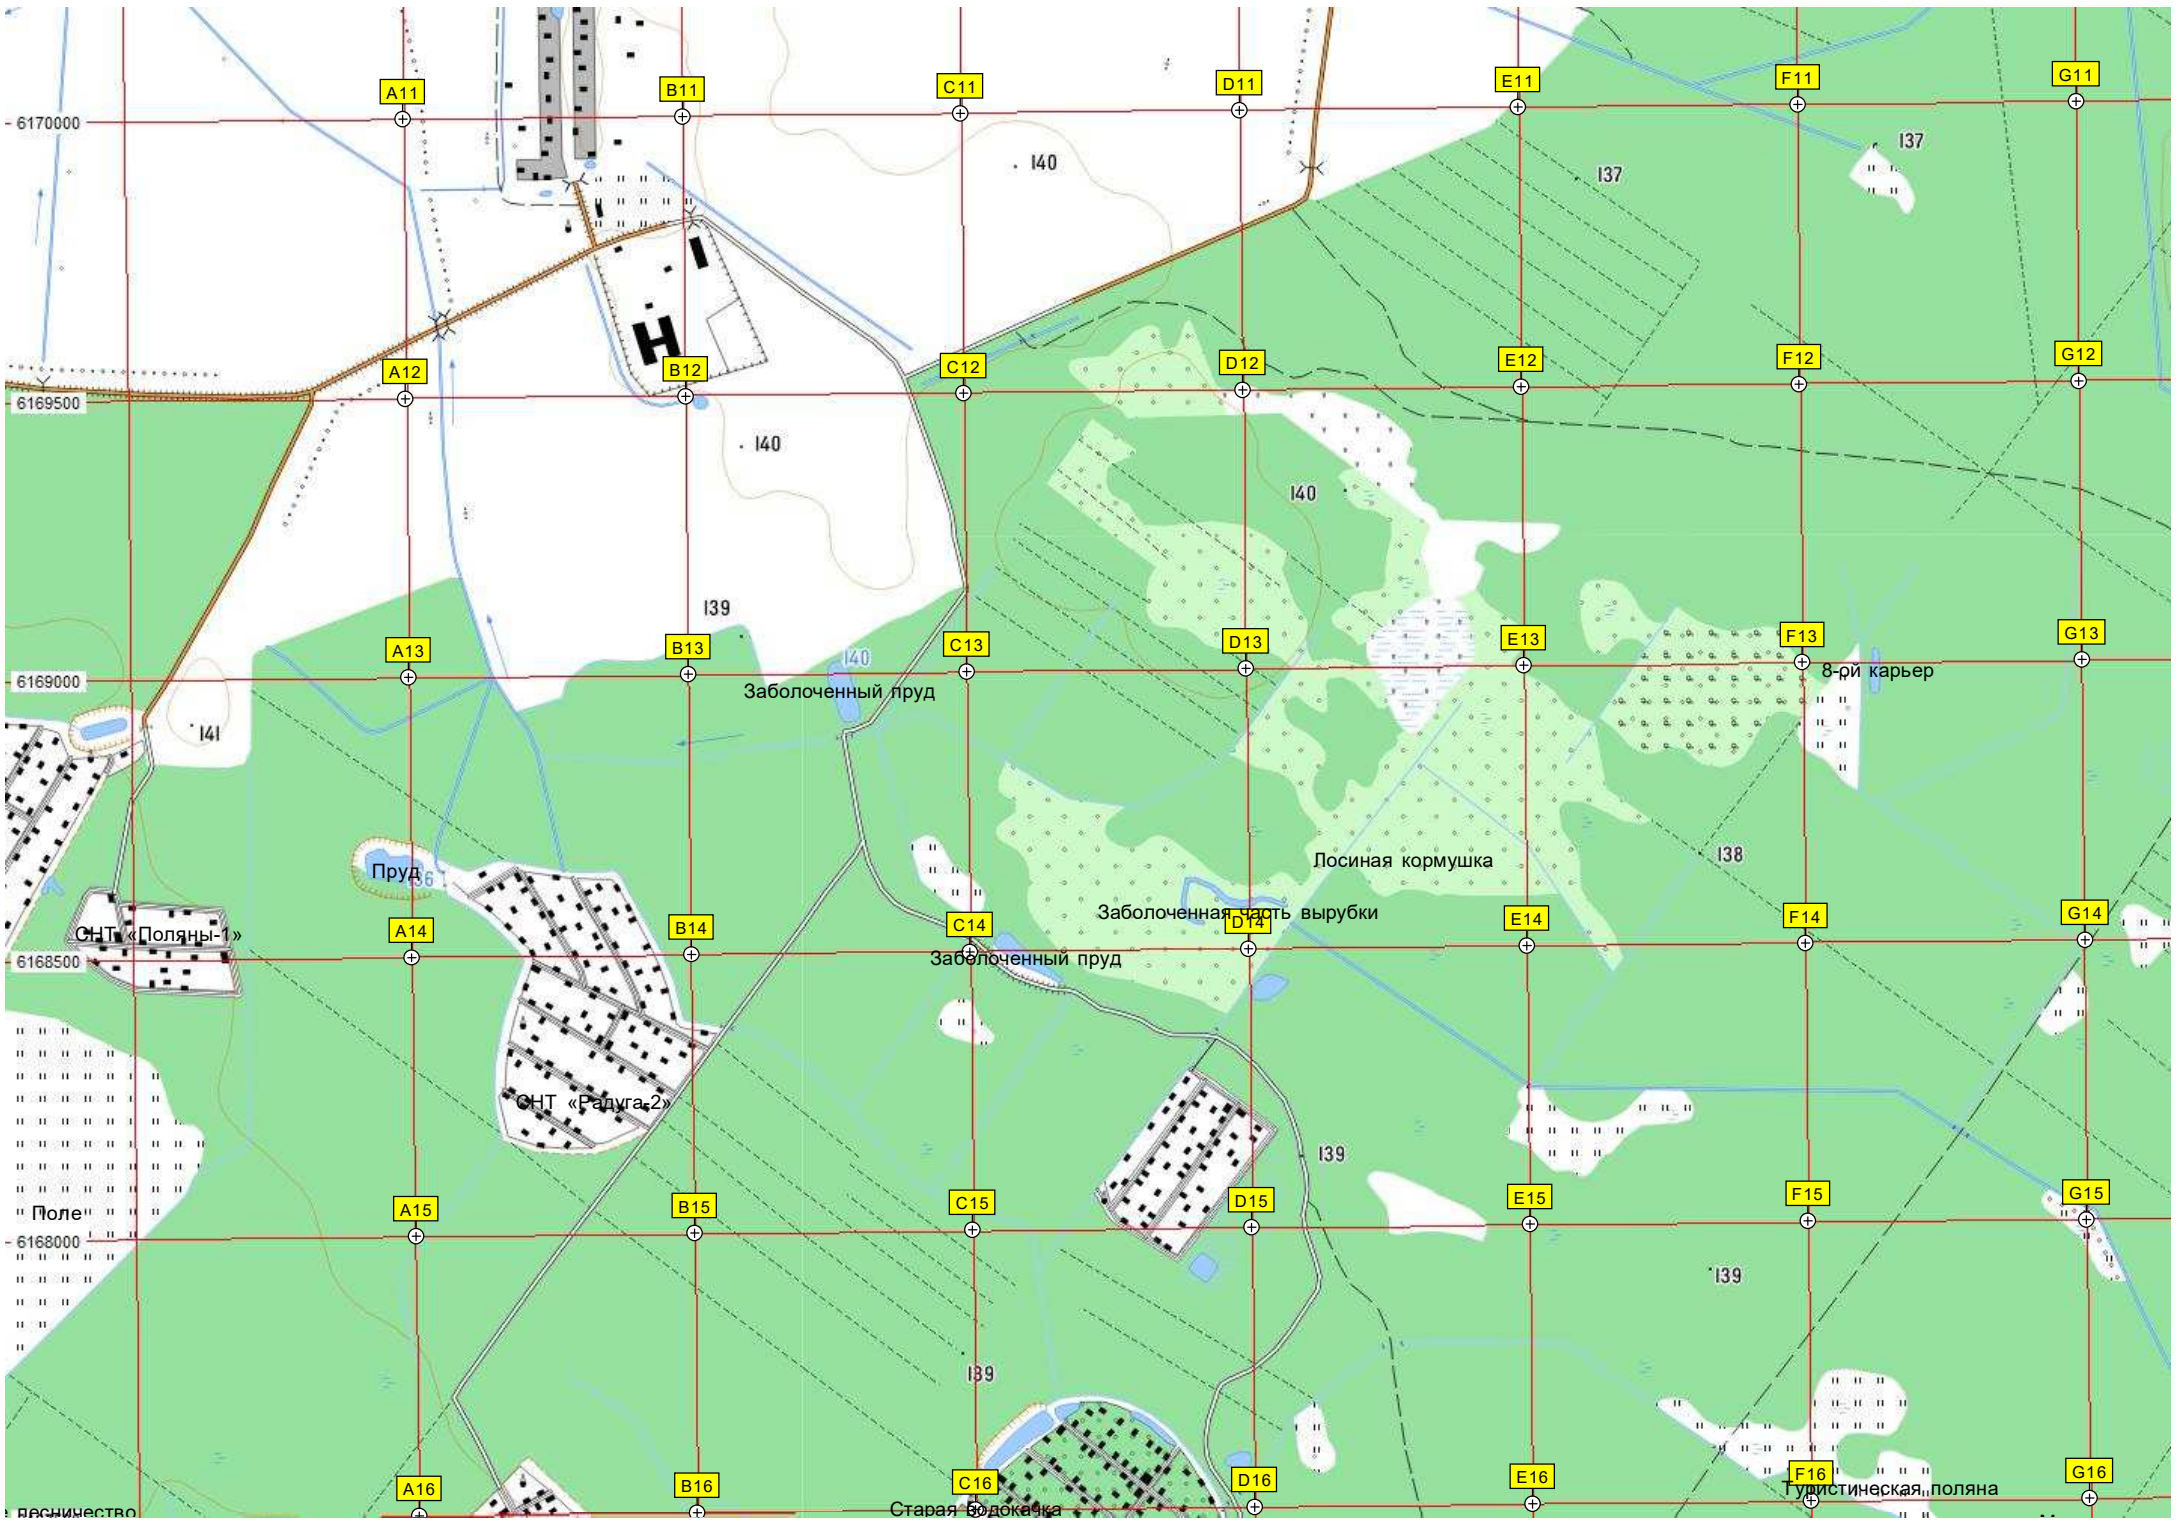 A11
B11
C11
D11
E11
F11
G11
6170000
137
137
140
A12
B12
C12
D12
E12
F12
G12
6169500
140
140
139
A13
B13
C13
D13
E13
F13
G13
6169000
140
Заболоченный пруд
8-ой карьер
141
Пруд
Лосиная кормушка
138
A14
B14
C14
Заболоченная часть вырубки
D14
E14
F14
G14
СНТ «Поляны-1»
6168500
Заболоченный пруд
СНТ «Радуга-2»
139
A15
B15
C15
D15
E15
F15
G15
Поле
6168000
139
139
A16
B16
C16
D16
E16
F16
G16
Туристическая поляна
лесничество
Старая водокачка